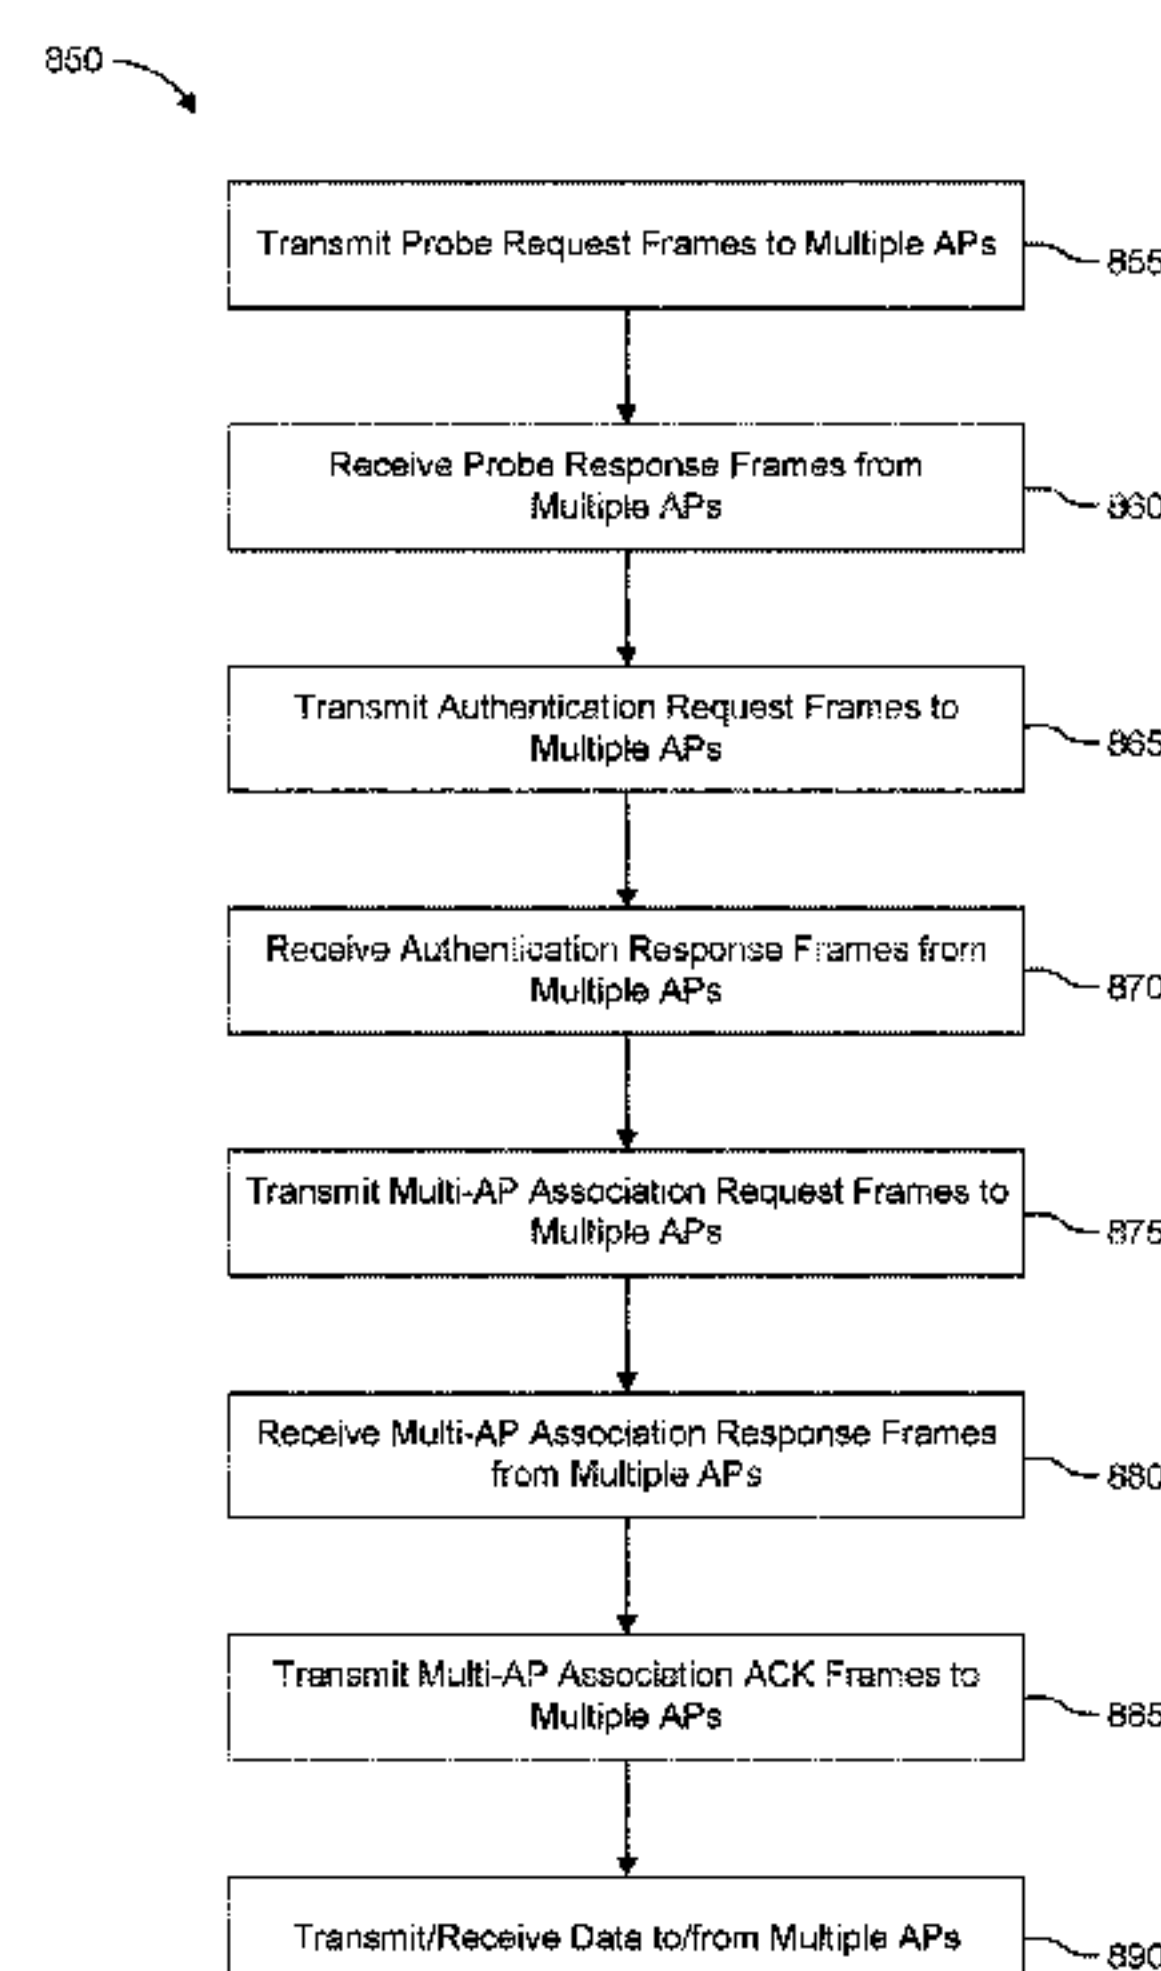 850
Transmit Probe Request Frames to Multiple APs
855
Receive Probe Response Frames from
Multiple APs
860
Transmit Authentication Request Frames to
Multiple APs
865
Receive Authentication Response Frames from
Multiple APs
870
Transmit Multi-AP Association Request Frames to
Multiple APs
875
Receive Multi-AP Association Response Frames
from Multiple APs
880
Transmit Multi-AP Association ACK Frames to
Multiple APs
885
Transmit/Receive Data to/from Multiple APs
890